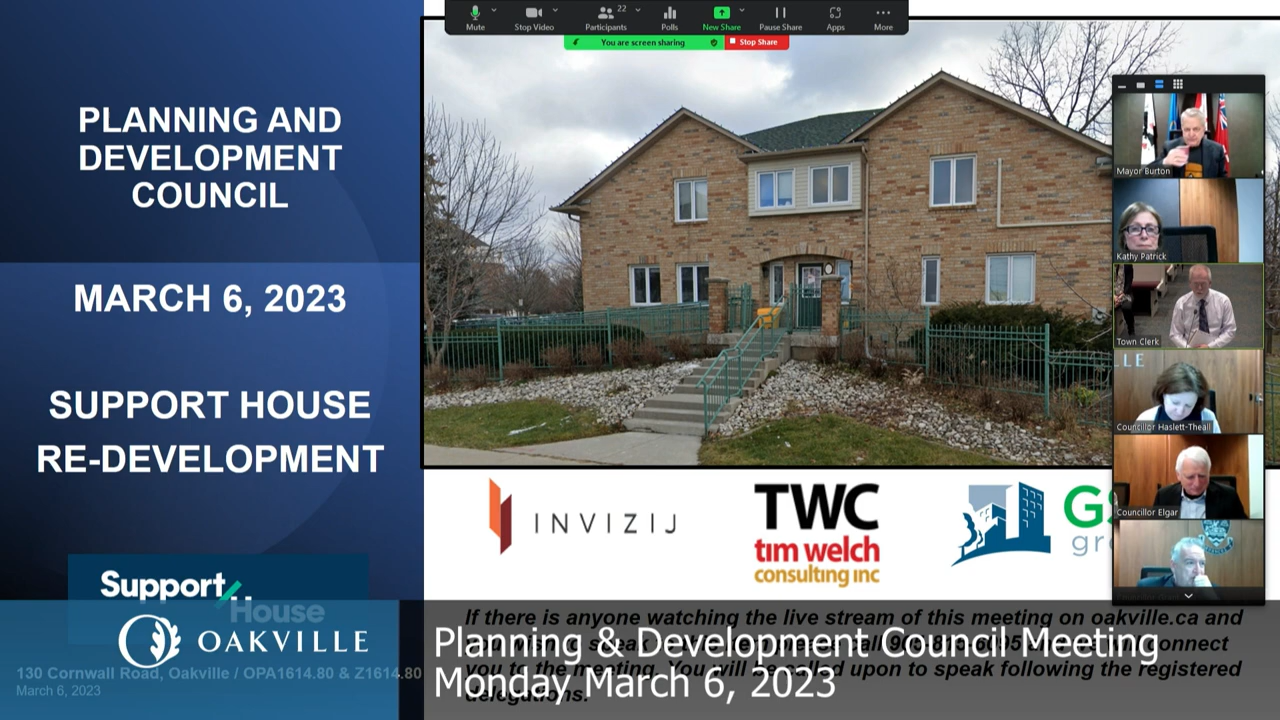 Mute
Stop Video
Participants
22
Polls
New Share
Pause Share
Apps
More
You are screen sharing
Stop Share
PLANNING AND
DEVELOPMENT
COUNCIL
MARCH 6, 2023
SUPPORT HOUSE
RE-DEVELOPMENT
Support
House
OAKVILLE
130 Cornwall Road, Oakville / OPA1614.80 & Z1614.80
March 6, 2023
Mayor Burton
Kathy Patrick
Town Clerk
LLE
Councillor Haslett-Theall
Councillor Elgar
INVIZIJ
TWC
tim welch
consulting inc
If there is anyone watching the live stream of this meeting on oakville.ca and
connect
you to the meeting. You will be called upon to speak following the registered
delegations.
Planning & Development Council Meeting
Monday, March 6, 2023